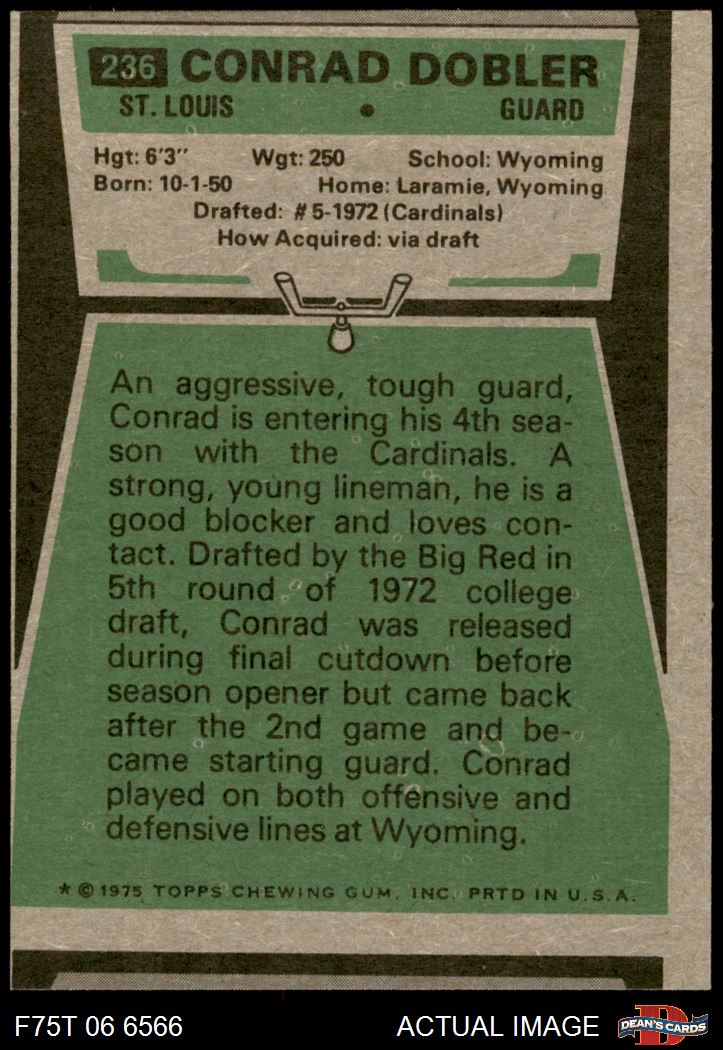 236 CONRAD DOBLER
ST. LOUIS • GUARD
Hgt: 6'3" Wgt: 250 School: Wyoming
Born: 10-1-50 Home: Laramie, Wyoming
Drafted: #5-1972 (Cardinals)
How Acquired: via draft
An aggressive, tough guard,
Conrad is entering his 4th sea-
son with the Cardinals. A
strong, young lineman, he is a
good blocker and loves con-
tact. Drafted by the Big Red in
5th round of 1972 college
draft, Conrad was released
during final cutdown before
season opener but came back
after the 2nd game and be-
came starting guard. Conrad
played on both offensive and
defensive lines at Wyoming.
* © 1975 TOPPS CHEWING GUM, INC. PRTD IN U.S.A.
F75T 06 6566 ACTUAL IMAGE DEAN'S CARDS